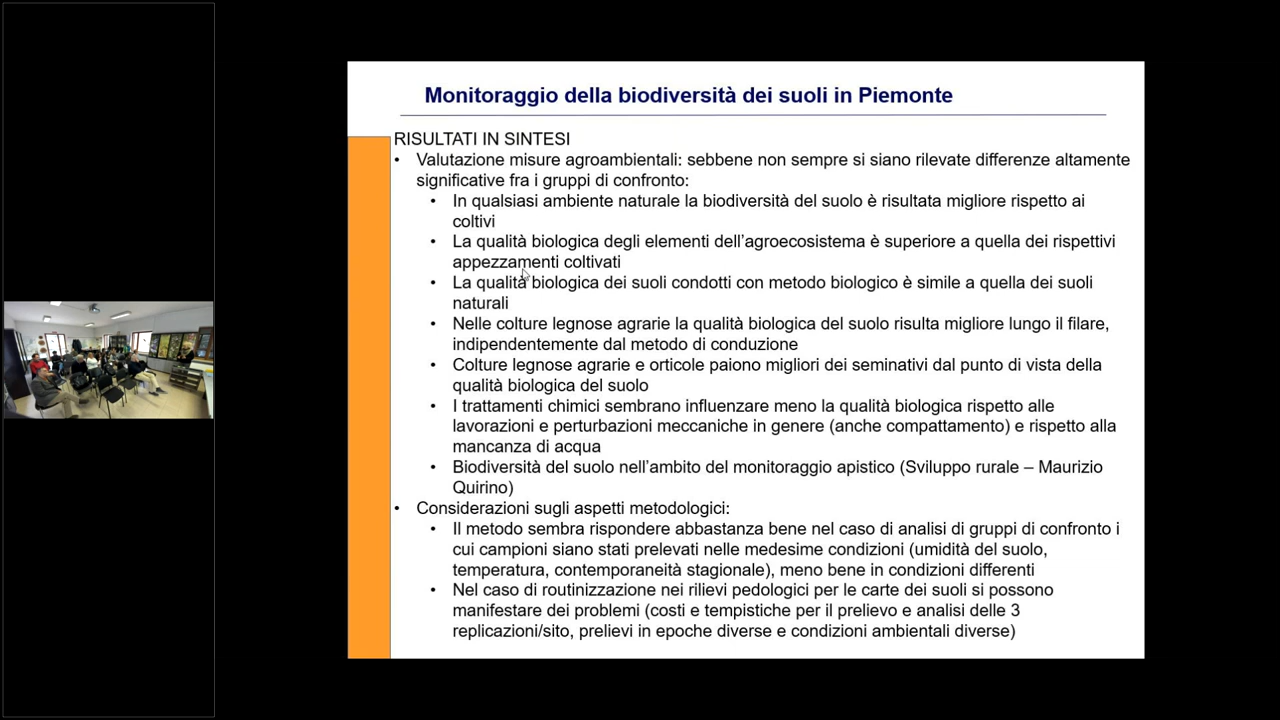 Monitoraggio della biodiversità dei suoli in Piemonte
RISULTATI IN SINTESI
• Valutazione misure agroambientali: sebbene non sempre si siano rilevate differenze altamente
significative fra i gruppi di confronto:
• In qualsiasi ambiente naturale la biodiversità del suolo è risultata migliore rispetto ai
coltivi
• La qualità biologica degli elementi dell’agroecosistema è superiore a quella dei rispettivi
appezzamenti coltivati
• La qualità biologica dei suoli condotti con metodo biologico è simile a quella dei suoli
naturali
• Nelle colture legnose agrarie la qualità biologica del suolo risulta migliore lungo il filare,
indipendentemente dal metodo di conduzione
• Colture legnose agrarie e orticole paiono migliori dei seminativi dal punto di vista della
qualità biologica del suolo
• I trattamenti chimici sembrano influenzare meno la qualità biologica rispetto alle
lavorazioni e perturbazioni meccaniche in genere (anche compattamento) e rispetto alla
mancanza di acqua
• Biodiversità del suolo nell’ambito del monitoraggio apistico (Sviluppo rurale – Maurizio
Quirino)
• Considerazioni sugli aspetti metodologici:
• Il metodo sembra rispondere abbastanza bene nel caso di analisi di gruppi di confronto i
cui campioni siano stati prelevati nelle medesime condizioni (umidità del suolo,
temperatura, contemporaneità stagionale), meno bene in condizioni differenti
• Nel caso di routinizzazione nei rilievi pedologici per le carte dei suoli si possono
manifestare dei problemi (costi e tempistiche per il prelievo e analisi delle 3
replicazioni/sito, prelievi in epoche diverse e condizioni ambientali diverse)